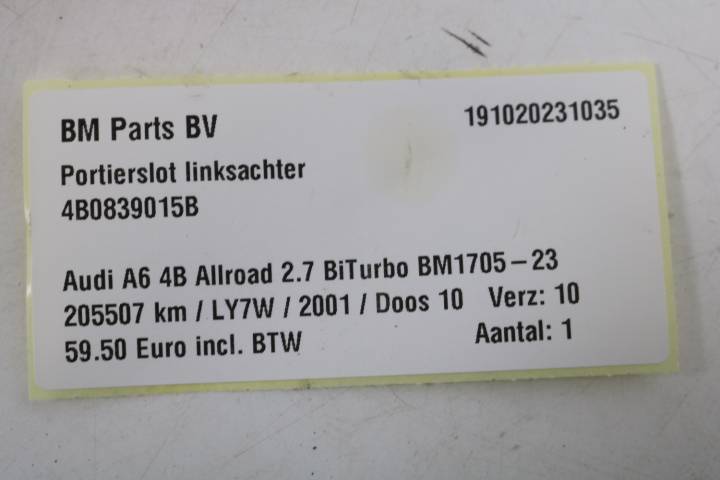 BM Parts BV 191020231035
Portierslot linksachter
4B0839015B
Audi A6 4B Allroad 2.7 BiTurbo BM1705-23
205507 km / LY7W / 2001 / Doos 10 Verz: 10
59.50 Euro incl. BTW Aantal: 1